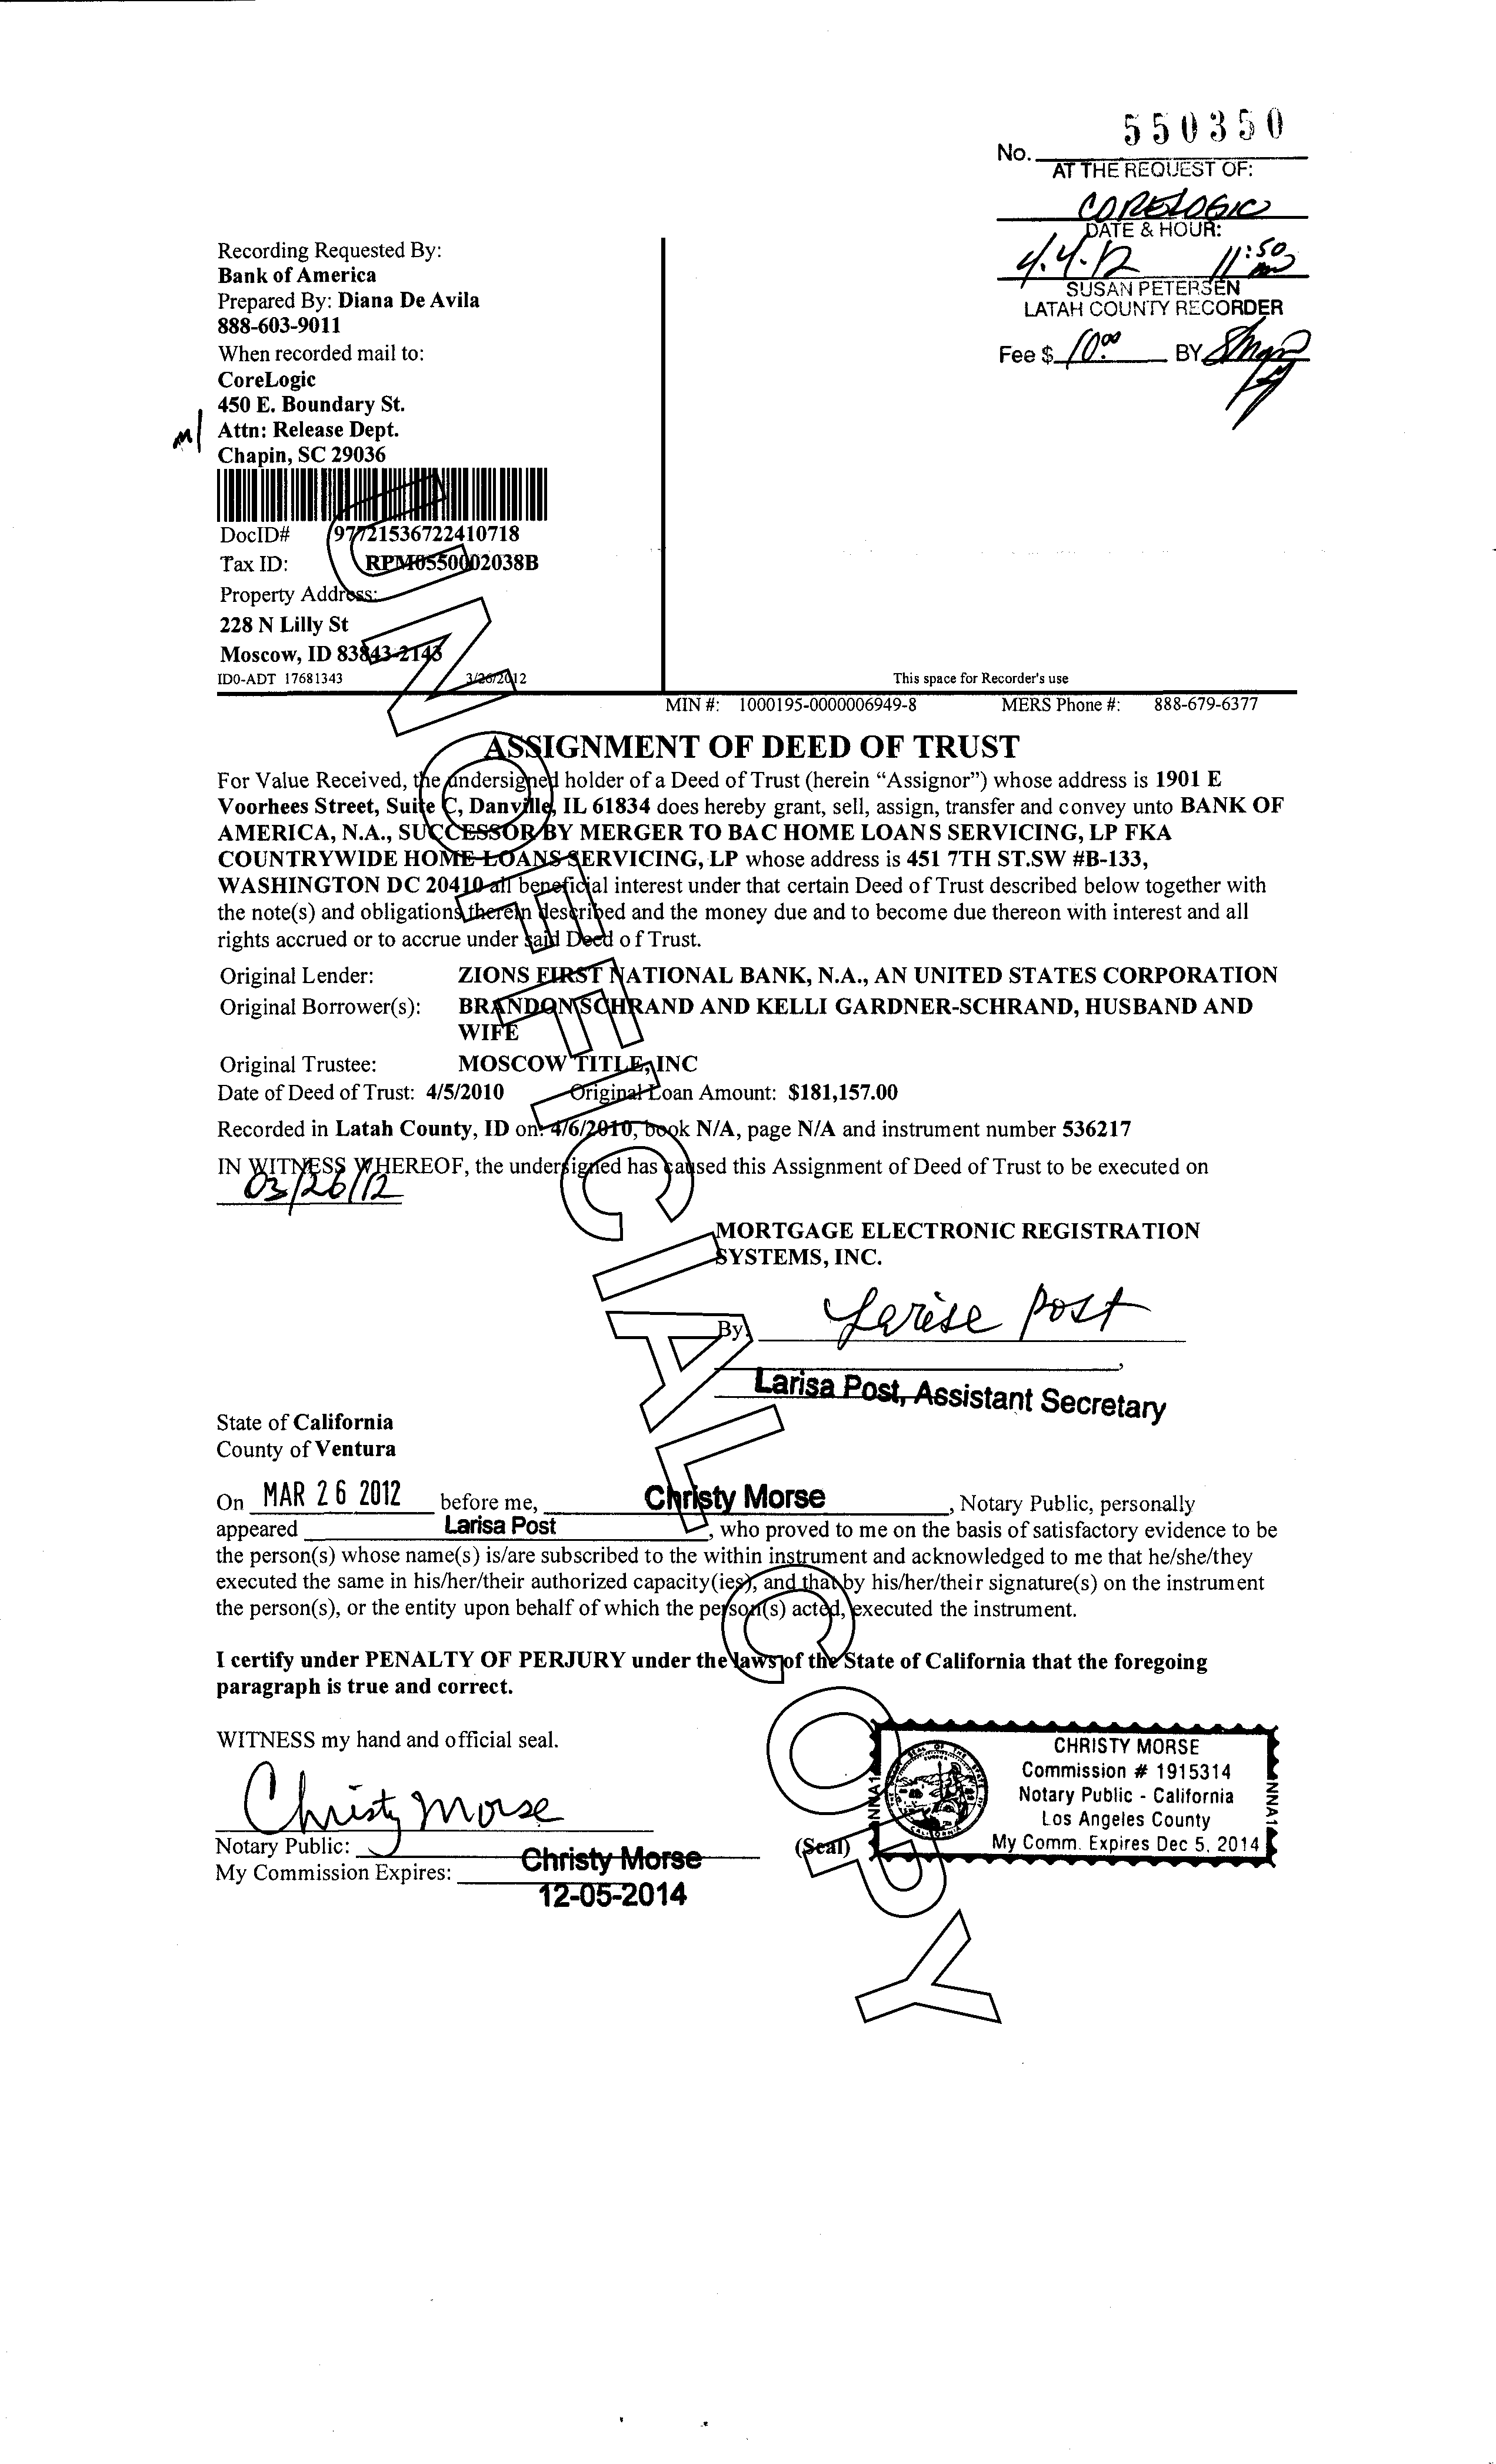 550350
No.
AT THE REQUEST OF:
CORELOGIC
DATE & HOUR:
4.4.12 11:50
SUSAN PETERSEN
LATAH COUNTY RECORDER
Fee $ 10.00 BY
Recording Requested By:
Bank of America
Prepared By: Diana De Avila
888-603-9011
When recorded mail to:
CoreLogic
450 E. Boundary St.
Attn: Release Dept.
Chapin, SC 29036
DocID# 97721536722410718
Tax ID: RPM0550002038B
Property Address:
228 N Lilly St
Moscow, ID 83843-2143
ID0-ADT 17681343 3/26/2012
This space for Recorder's use
MIN #: 1000195-0000006949-8 MERS Phone #: 888-679-6377
ASSIGNMENT OF DEED OF TRUST
For Value Received, the undersigned holder of a Deed of Trust (herein “Assignor”) whose address is 1901 E
Voorhees Street, Suite C, Danville, IL 61834 does hereby grant, sell, assign, transfer and convey unto BANK OF
AMERICA, N.A., SUCCESSOR BY MERGER TO BAC HOME LOANS SERVICING, LP FKA
COUNTRYWIDE HOME LOANS SERVICING, LP whose address is 451 7TH ST.SW #B-133,
WASHINGTON DC 20410 all beneficial interest under that certain Deed of Trust described below together with
the note(s) and obligations therein described and the money due and to become due thereon with interest and all
rights accrued or to accrue under said Deed of Trust.
Original Lender: ZIONS FIRST NATIONAL BANK, N.A., AN UNITED STATES CORPORATION
Original Borrower(s): BRANDON SCHRAND AND KELLI GARDNER-SCHRAND, HUSBAND AND
WIFE
Original Trustee: MOSCOW TITLE, INC
Date of Deed of Trust: 4/5/2010 Original Loan Amount: $181,157.00
Recorded in Latah County, ID on: 4/6/2010, book N/A, page N/A and instrument number 536217
IN WITNESS WHEREOF, the undersigned has caused this Assignment of Deed of Trust to be executed on
03/26/12
MORTGAGE ELECTRONIC REGISTRATION
SYSTEMS, INC.
By: Larisa Post
,
Larisa Post, Assistant Secretary
State of California
County of Ventura
On MAR 26 2012 before me, Christy Morse, Notary Public, personally
appeared Larisa Post, who proved to me on the basis of satisfactory evidence to be
the person(s) whose name(s) is/are subscribed to the within instrument and acknowledged to me that he/she/they
executed the same in his/her/their authorized capacity(ies), and that by his/her/their signature(s) on the instrument
the person(s), or the entity upon behalf of which the person(s) acted, executed the instrument.
I certify under PENALTY OF PERJURY under the laws of the State of California that the foregoing
paragraph is true and correct.
WITNESS my hand and official seal.
Christy Morse
Notary Public: Christy Morse
My Commission Expires: 12-05-2014
(Seal)
CHRISTY MORSE
Commission # 1915314
Notary Public - California
Los Angeles County
My Comm. Expires Dec 5, 2014
NNA1
NNA1
UNOFFICIAL COPY